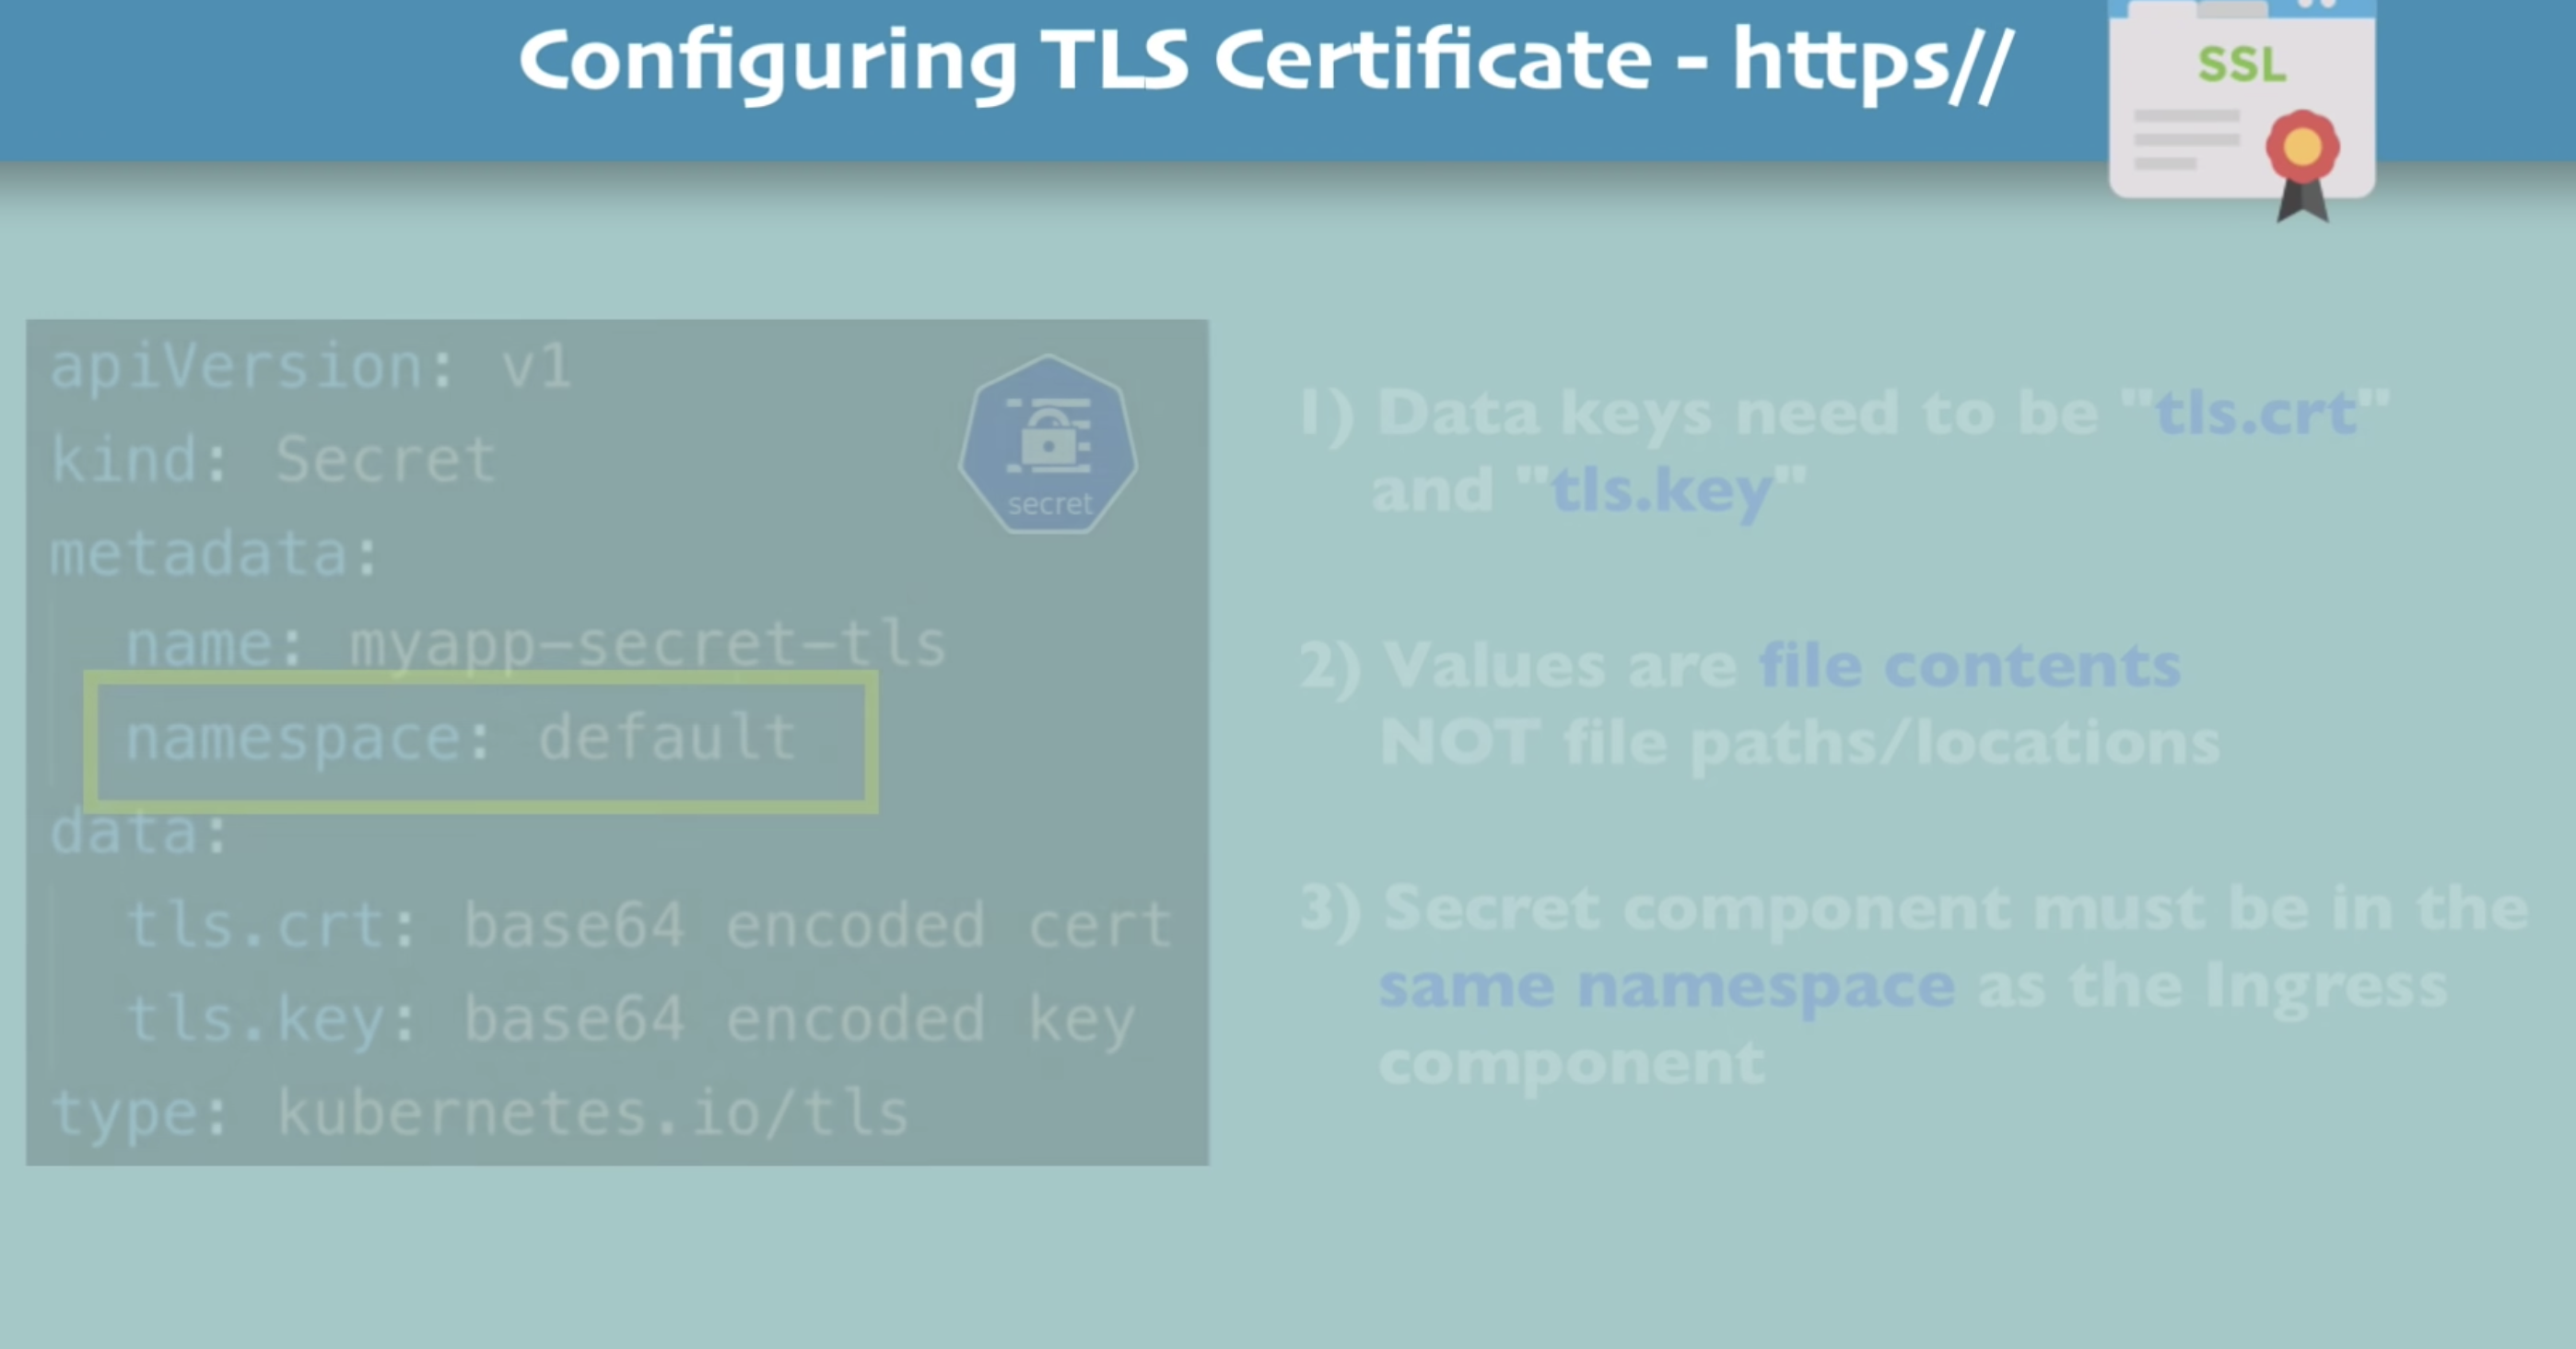 Configuring TLS Certificate - https//
SSL
apiVersion: v1
kind: Secret
metadata:
name: myapp-secret-tls
namespace: default
data:
tls.crt: base64 encoded cert
tls.key: base64 encoded key
type: kubernetes.io/tls
secret
1) Data keys need to be "tls.crt"
and "tls.key"
2) Values are file contents
NOT file paths/locations
3) Secret component must be in the
same namespace as the Ingress
component